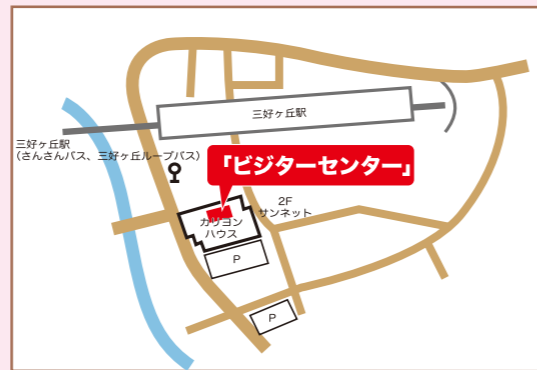 三好ヶ丘駅
三好ヶ丘駅
（さんさんバス、三好ヶ丘ループバス）
「ビジターセンター」
2F
サンネット
カリヨン
ハウス
P
P